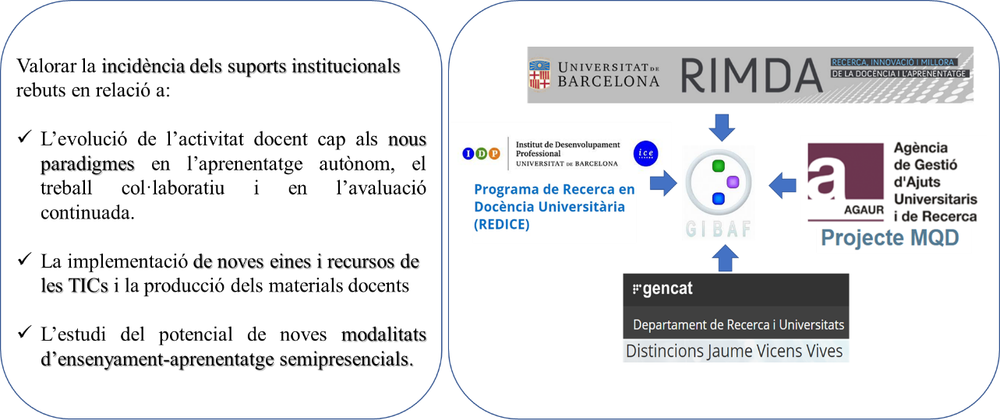 Valorar la incidència dels suports institucionals
rebuts en relació a:
✓ L’evolució de l’activitat docent cap als nous
paradigmes en l’aprenentatge autònom, el
treball col·laboratiu i en l’avaluació
continuada.
✓ La implementació de noves eines i recursos de
les TICs i la producció dels materials docents
✓ L’estudi del potencial de noves modalitats
d’ensenyament-aprenentatge semipresencials.
UNIVERSITAT DE
BARCELONA
RIMDA
RECERCA, INNOVACIÓ I MILLORA
DE LA DOCÈNCIA I L'APRENENTATGE
IDP
Institut de Desenvolupament
Professional
UNIVERSITAT DE BARCELONA
ice
Programa de Recerca en
Docència Universitària
(REDICE)
GIBAF
a
AGAUR
Agència
de Gestió
d'Ajuts
Universitaris
i de Recerca
Projecte MQD
gencat
Departament de Recerca i Universitats
Distincions Jaume Vicens Vives